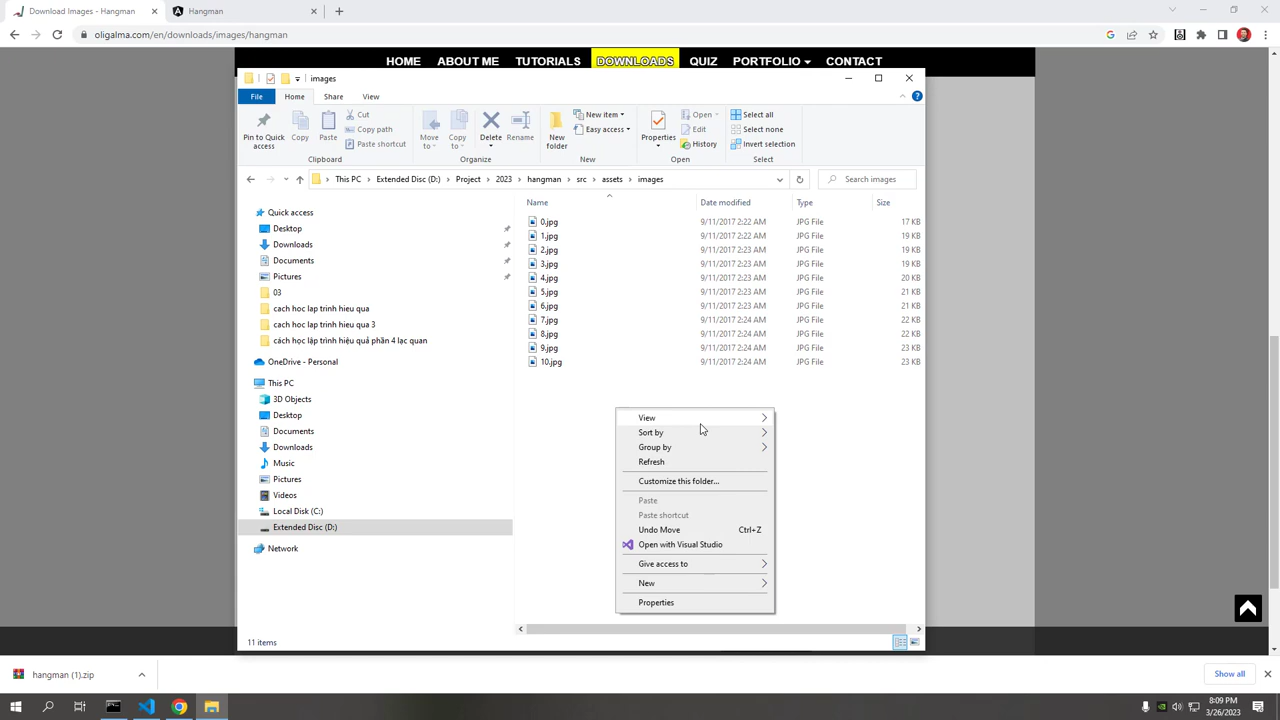 Download Images - Hangman
Hangman
oligalma.com/en/downloads/images/hangman
HOME ABOUT ME TUTORIALS DOWNLOADS QUIZ PORTFOLIO CONTACT
images
File Home Share View
Pin to Quick access
Copy
Paste
Cut
Copy path
Paste shortcut
Clipboard
Move to
Copy to
Delete
Rename
Organize
New folder
New item
Easy access
New
Properties
Open
Edit
History
Open
Select all
Select none
Invert selection
Select
This PC > Extended Disc (D:) > Project > 2023 > hangman > src > assets > images
Search images
Quick access
Desktop
Downloads
Documents
Pictures
03
cach hoc lap trinh hieu qua
cach hoc lap trinh hieu qua 3
cách học lập trình hiệu quả phần 4 lạc quan
OneDrive - Personal
This PC
3D Objects
Desktop
Documents
Downloads
Music
Pictures
Videos
Local Disk (C:)
Extended Disc (D:)
Network
Name Date modified Type Size
0.jpg 9/11/2017 2:22 AM JPG File 17 KB
1.jpg 9/11/2017 2:22 AM JPG File 19 KB
2.jpg 9/11/2017 2:23 AM JPG File 19 KB
3.jpg 9/11/2017 2:23 AM JPG File 19 KB
4.jpg 9/11/2017 2:23 AM JPG File 20 KB
5.jpg 9/11/2017 2:23 AM JPG File 21 KB
6.jpg 9/11/2017 2:23 AM JPG File 21 KB
7.jpg 9/11/2017 2:24 AM JPG File 22 KB
8.jpg 9/11/2017 2:24 AM JPG File 22 KB
9.jpg 9/11/2017 2:24 AM JPG File 23 KB
10.jpg 9/11/2017 2:24 AM JPG File 23 KB
View
Sort by
Group by
Refresh
Customize this folder...
Paste
Paste shortcut
Undo Move Ctrl+Z
Open with Visual Studio
Give access to
New
Properties
11 items
hangman (1).zip
Show all
8:09 PM
3/26/2023